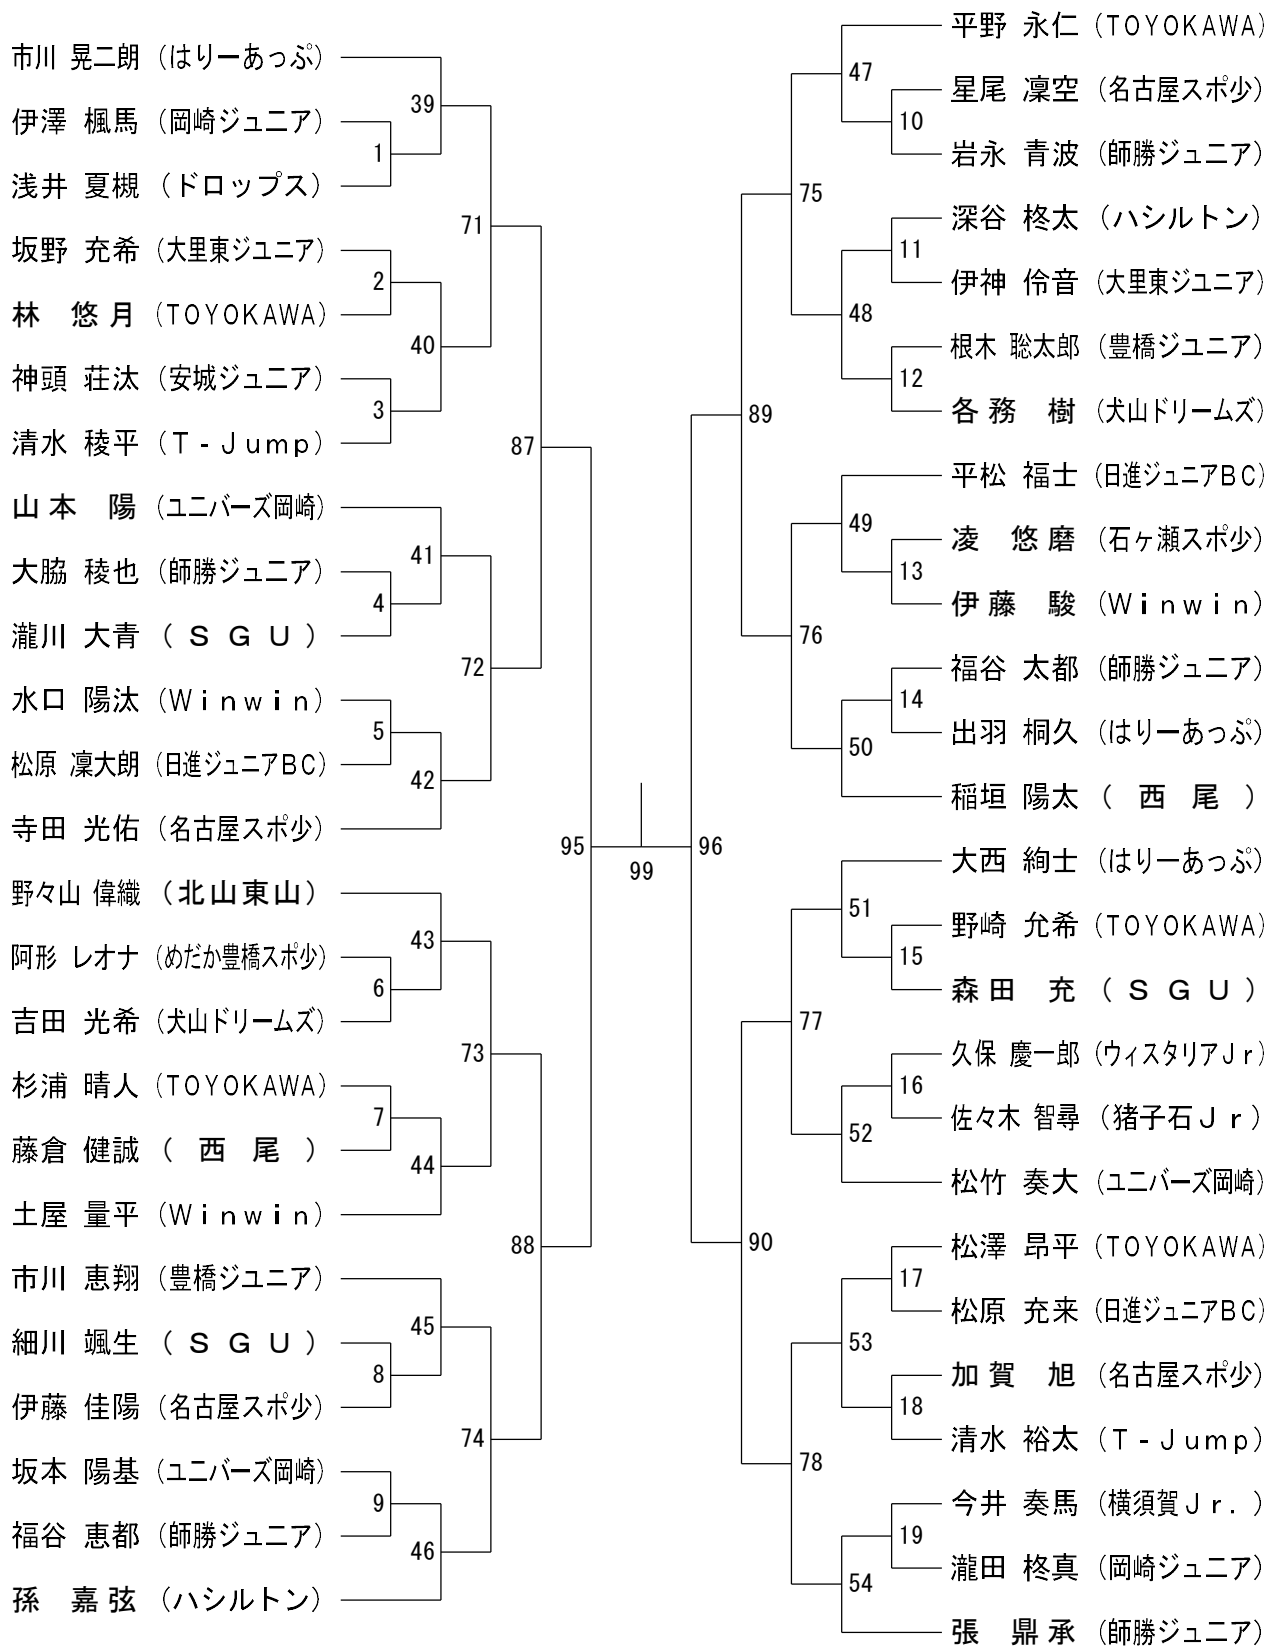 市川 晃二朗 (はりーあっぷ)
伊澤 楓馬 (岡崎ジュニア)
浅井 夏槻 (ドロップス)
坂野 充希 (大里東ジュニア)
林 悠月 (TOYOKAWA)
神頭 荘汰 (安城ジュニア)
清水 稜平 (T-Jump)
山本 陽 (ユニバーズ岡崎)
大脇 稜也 (師勝ジュニア)
瀧川 大青 (SGU)
水口 陽汰 (Winwin)
松原 凜大朗 (日進ジュニアBC)
寺田 光佑 (名古屋スポ少)
野々山 偉織 (北山東山)
阿形 レオナ (めだか豊橋スポ少)
吉田 光希 (犬山ドリームズ)
杉浦 晴人 (TOYOKAWA)
藤倉 健誠 (西尾)
土屋 量平 (Winwin)
市川 恵翔 (豊橋ジュニア)
細川 颯生 (SGU)
伊藤 佳陽 (名古屋スポ少)
坂本 陽基 (ユニバーズ岡崎)
福谷 恵都 (師勝ジュニア)
孫 嘉弦 (ハシルトン)
1
2
3
4
5
6
7
8
9
39
40
41
42
43
44
45
46
71
72
73
74
87
88
95
99
96
89
90
75
76
77
78
47
48
49
50
51
52
53
54
10
11
12
13
14
15
16
17
18
19
平野 永仁 (TOYOKAWA)
星尾 凜空 (名古屋スポ少)
岩永 青波 (師勝ジュニア)
深谷 柊太 (ハシルトン)
伊神 伶音 (大里東ジュニア)
根木 聡太郎 (豊橋ジユニア)
各務 樹 (犬山ドリームズ)
平松 福士 (日進ジュニアBC)
凌 悠磨 (石ヶ瀬スポ少)
伊藤 駿 (Winwin)
福谷 太都 (師勝ジュニア)
出羽 桐久 (はりーあっぷ)
稲垣 陽太 (西尾)
大西 絢士 (はりーあっぷ)
野崎 允希 (TOYOKAWA)
森田 充 (SGU)
久保 慶一郎 (ウィスタリアJr)
佐々木 智尋 (猪子石Jr)
松竹 奏大 (ユニバーズ岡崎)
松澤 昂平 (TOYOKAWA)
松原 充来 (日進ジュニアBC)
加賀 旭 (名古屋スポ少)
清水 裕太 (T-Jump)
今井 奏馬 (横須賀Jr.)
瀧田 柊真 (岡崎ジュニア)
張 鼎承 (師勝ジュニア)